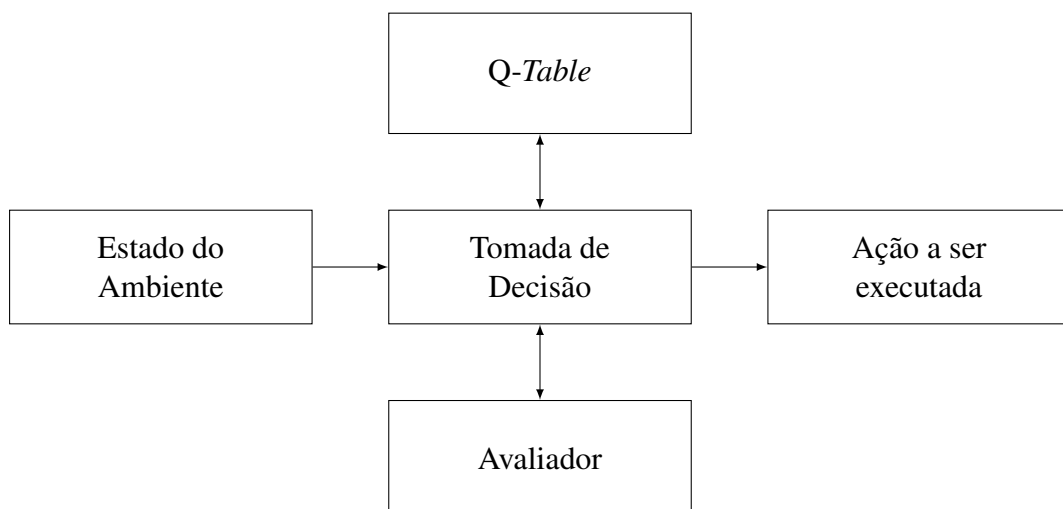 Q-Table
Estado do
Ambiente
Tomada de
Decisão
Ação a ser
executada
Avaliador